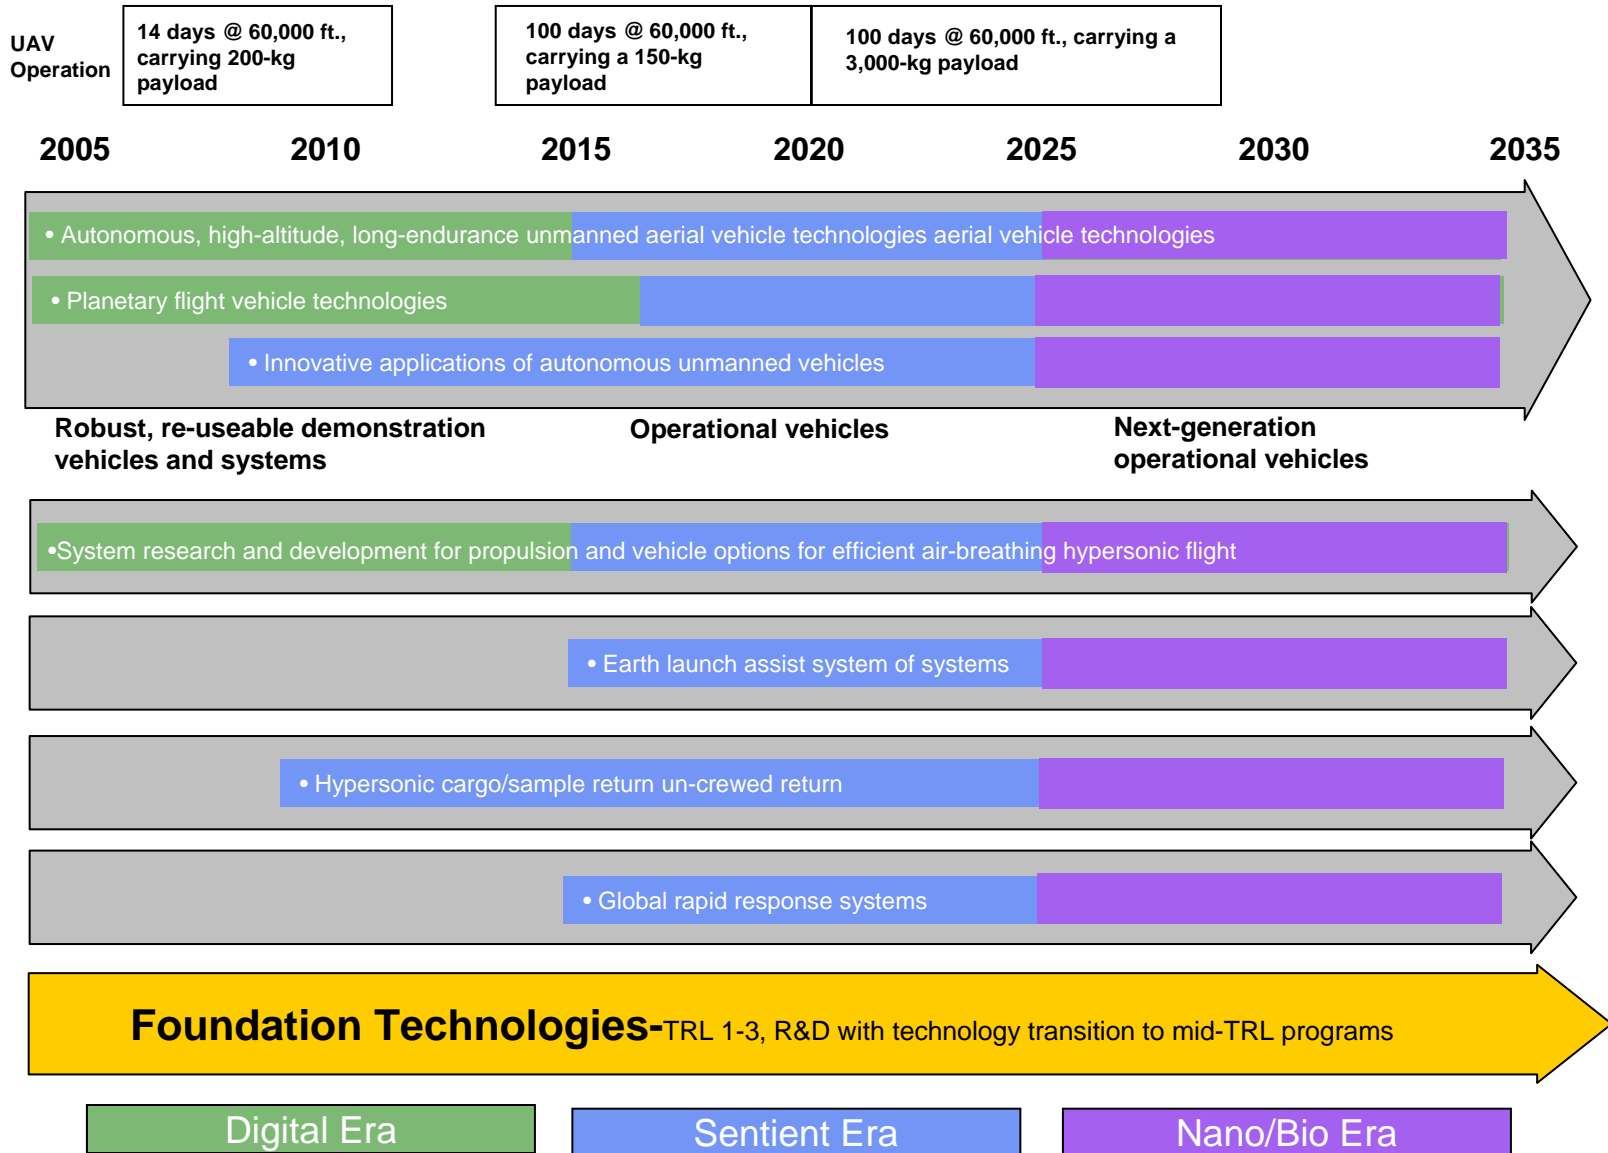 UAV
Operation
14 days @ 60,000 ft.,
carrying 200-kg
payload
100 days @ 60,000 ft.,
carrying a 150-kg
payload
100 days @ 60,000 ft., carrying a
3,000-kg payload
2005 2010 2015 2020 2025 2030 2035
• Autonomous, high-altitude, long-endurance unmanned aerial vehicle technologies aerial vehicle technologies
• Planetary flight vehicle technologies
• Innovative applications of autonomous unmanned vehicles
Robust, re-useable demonstration
vehicles and systems
Operational vehicles
Next-generation
operational vehicles
•System research and development for propulsion and vehicle options for efficient air-breathing hypersonic flight
• Earth launch assist system of systems
• Hypersonic cargo/sample return un-crewed return
• Global rapid response systems
Foundation Technologies-TRL 1-3, R&D with technology transition to mid-TRL programs
Digital Era Sentient Era Nano/Bio Era